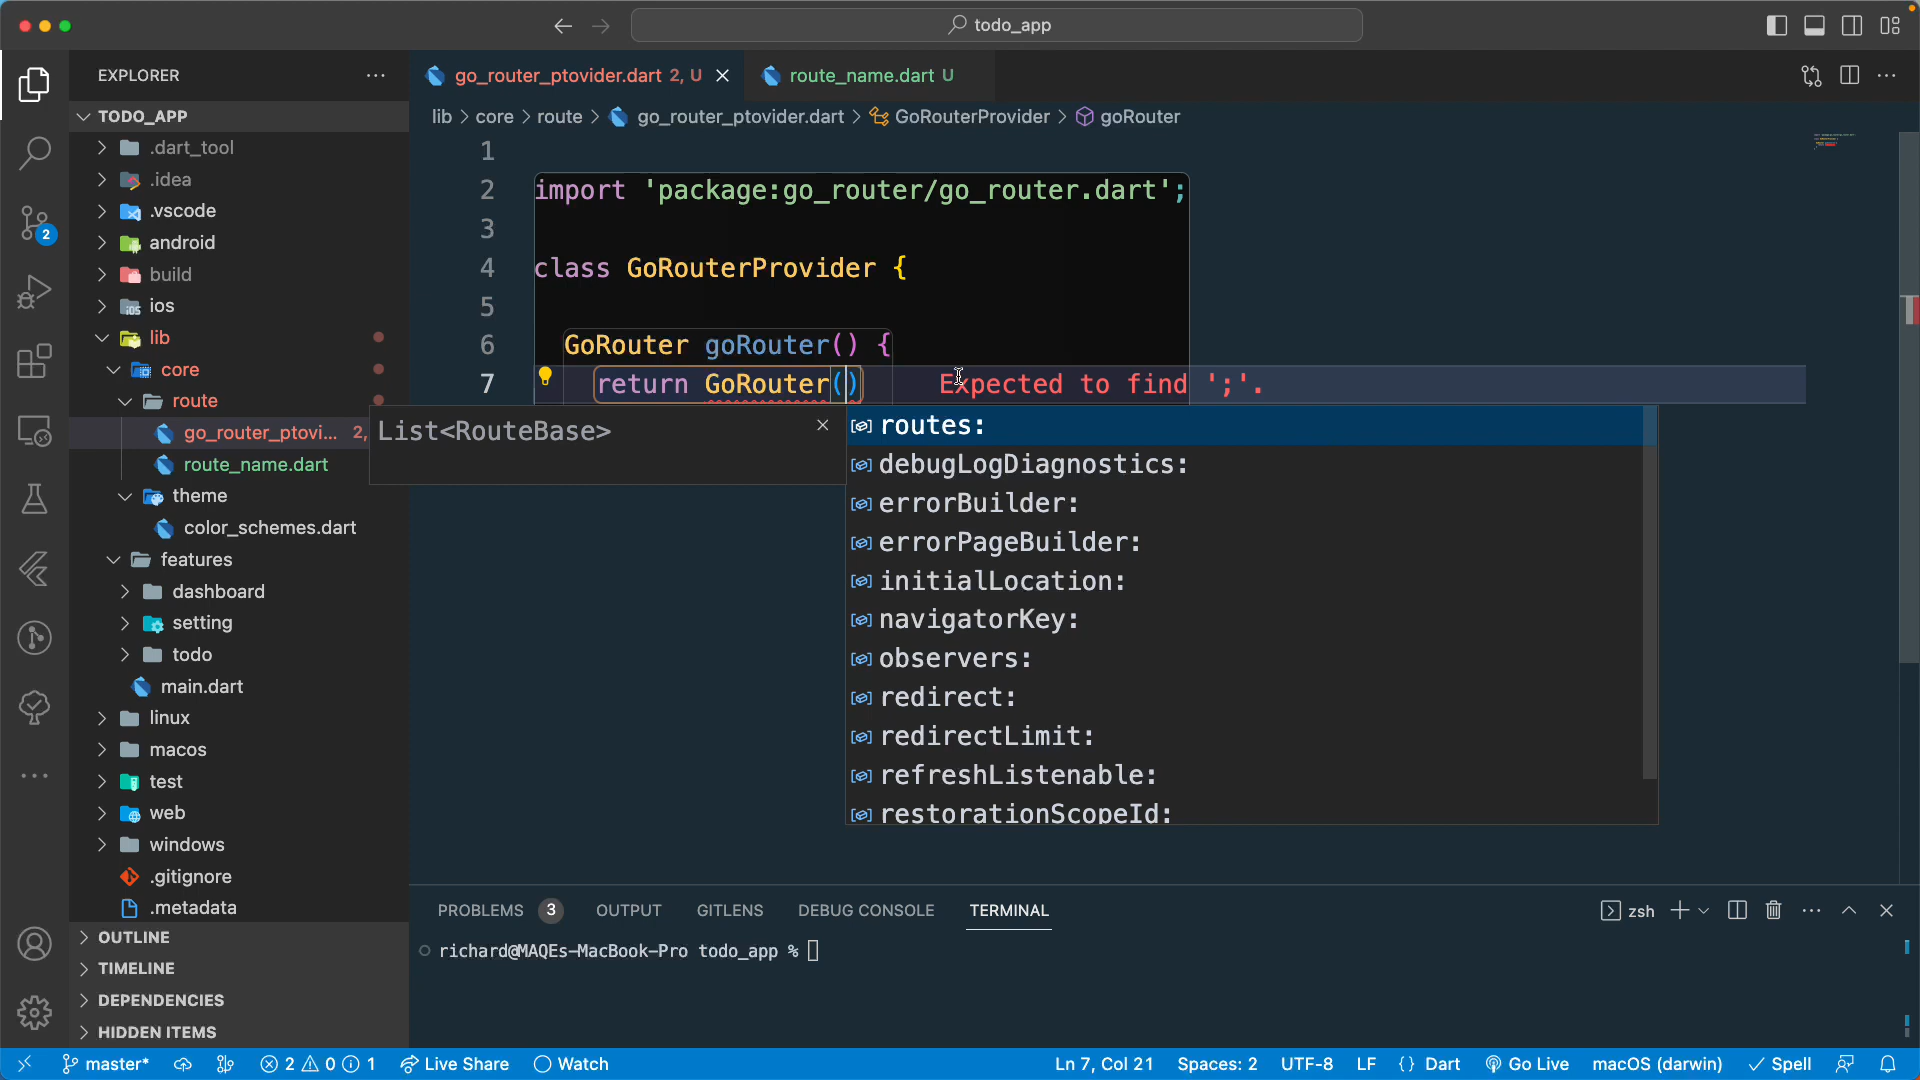 todo_app
EXPLORER
TODO_APP
.dart_tool
.idea
.vscode
android
build
ios
lib
core
route
go_router_ptovi... 2,
route_name.dart
theme
color_schemes.dart
features
dashboard
setting
todo
main.dart
linux
macos
test
web
windows
.gitignore
.metadata
OUTLINE
TIMELINE
DEPENDENCIES
HIDDEN ITEMS
2
go_router_ptovider.dart 2, U
route_name.dart U
lib > core > route > go_router_ptovider.dart > GoRouterProvider > goRouter
1
2 import 'package:go_router/go_router.dart';
3
4 class GoRouterProvider {
5
6 GoRouter goRouter() {
7 return GoRouter() Expected to find ';'.
List<RouteBase>
routes:
debugLogDiagnostics:
errorBuilder:
errorPageBuilder:
initialLocation:
navigatorKey:
observers:
redirect:
redirectLimit:
refreshListenable:
restorationScopeId:
PROBLEMS 3 OUTPUT GITLENS DEBUG CONSOLE TERMINAL zsh
richard@MAQEs-MacBook-Pro todo_app %
master* 2 0 1 Live Share Watch Ln 7, Col 21 Spaces: 2 UTF-8 LF {} Dart Go Live macOS (darwin) Spell